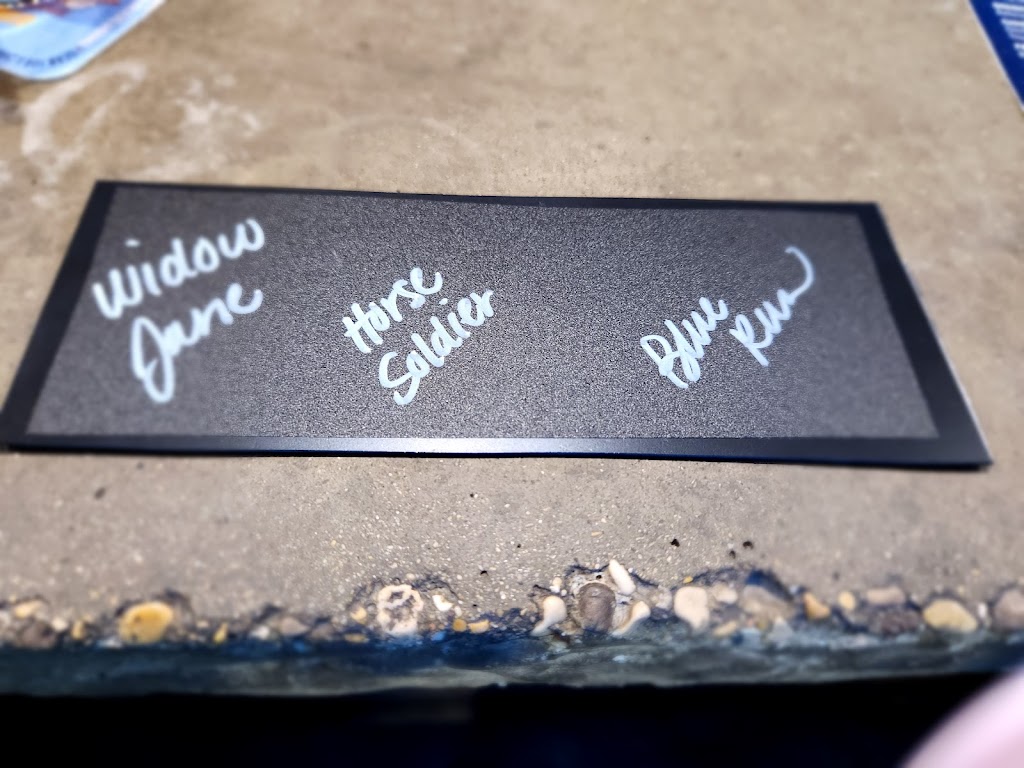 Widow
Jane
Horse
Soldier
Blue
Run